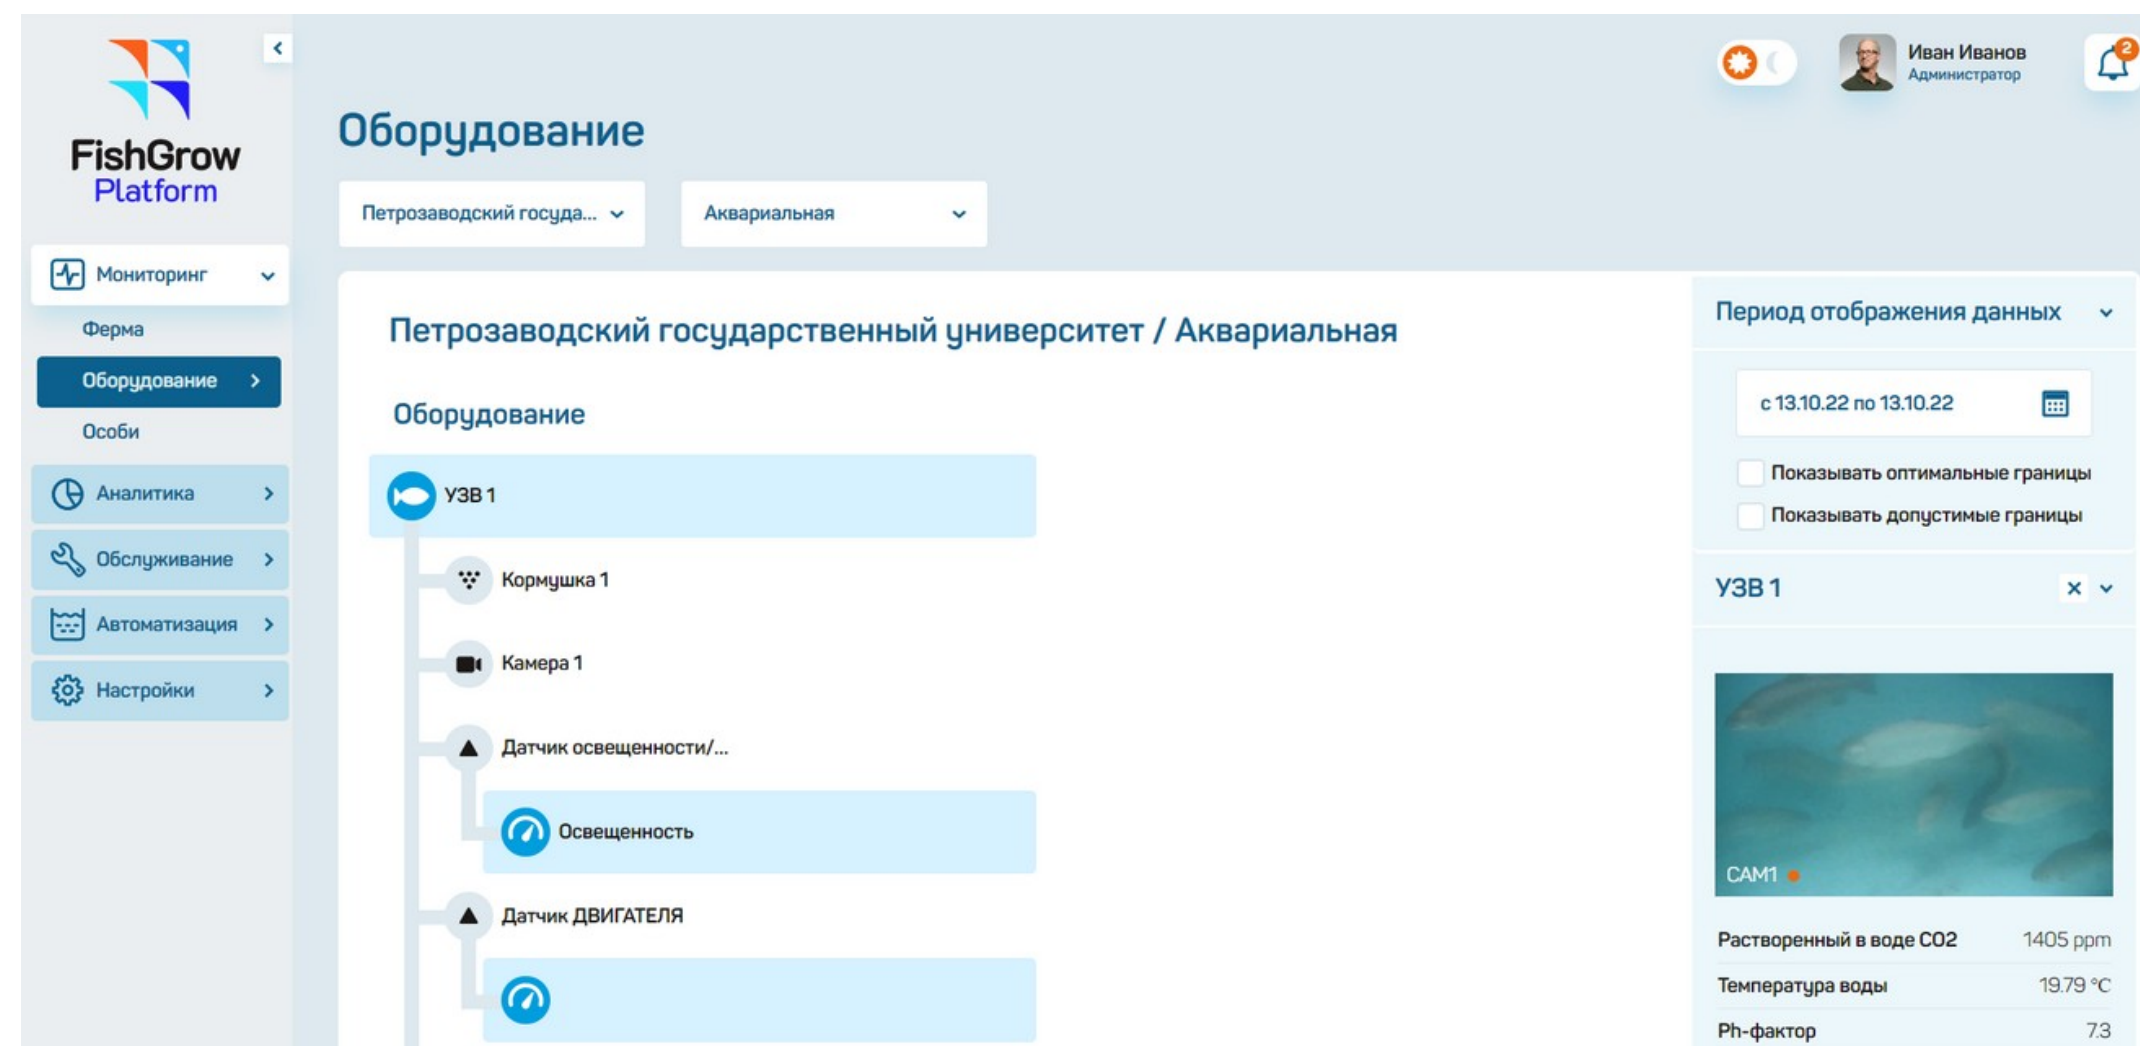 FishGrow
Platform
Мониторинг
Ферма
Оборудование
Особи
Аналитика
Обслуживание
Автоматизация
Настройки
Иван Иванов
Администратор
2
Оборудование
Петрозаводский госуда...
Аквариальная
Петрозаводский государственный университет / Аквариальная
Оборудование
УЗВ 1
Кормушка 1
Камера 1
Датчик освещенности/...
Освещенность
Датчик ДВИГАТЕЛЯ
Период отображения данных
с 13.10.22 по 13.10.22
Показывать оптимальные границы
Показывать допустимые границы
УЗВ 1
CAM1
Растворенный в воде CO2 1405 ppm
Температура воды 19.79 °C
Ph-фактор 7.3